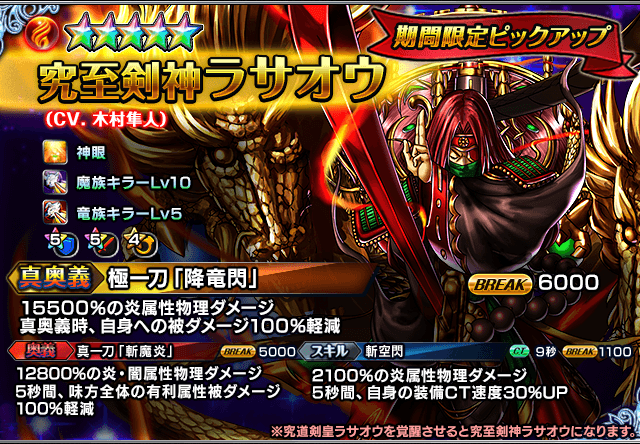 期間限定ピックアップ
究至剣神ラサオウ
(CV. 木村隼人)
神眼
魔族キラーLv10
竜族キラーLv5
5 5 4
真奥義 極一刀「降竜閃」 BREAK 6000
15500%の炎属性物理ダメージ
真奥義時、自身への被ダメージ100%軽減
奥義 真一刀「斬魔炎」 BREAK 5000
12800%の炎・闇属性物理ダメージ
5秒間、味方全体の有利属性被ダメージ
100%軽減
スキル 斬空閃 CT 9秒 BREAK 1100
2100%の炎属性物理ダメージ
5秒間、自身の装備CT速度30%UP
※究道剣皇ラサオウを覚醒させると究至剣神ラサオウになります。